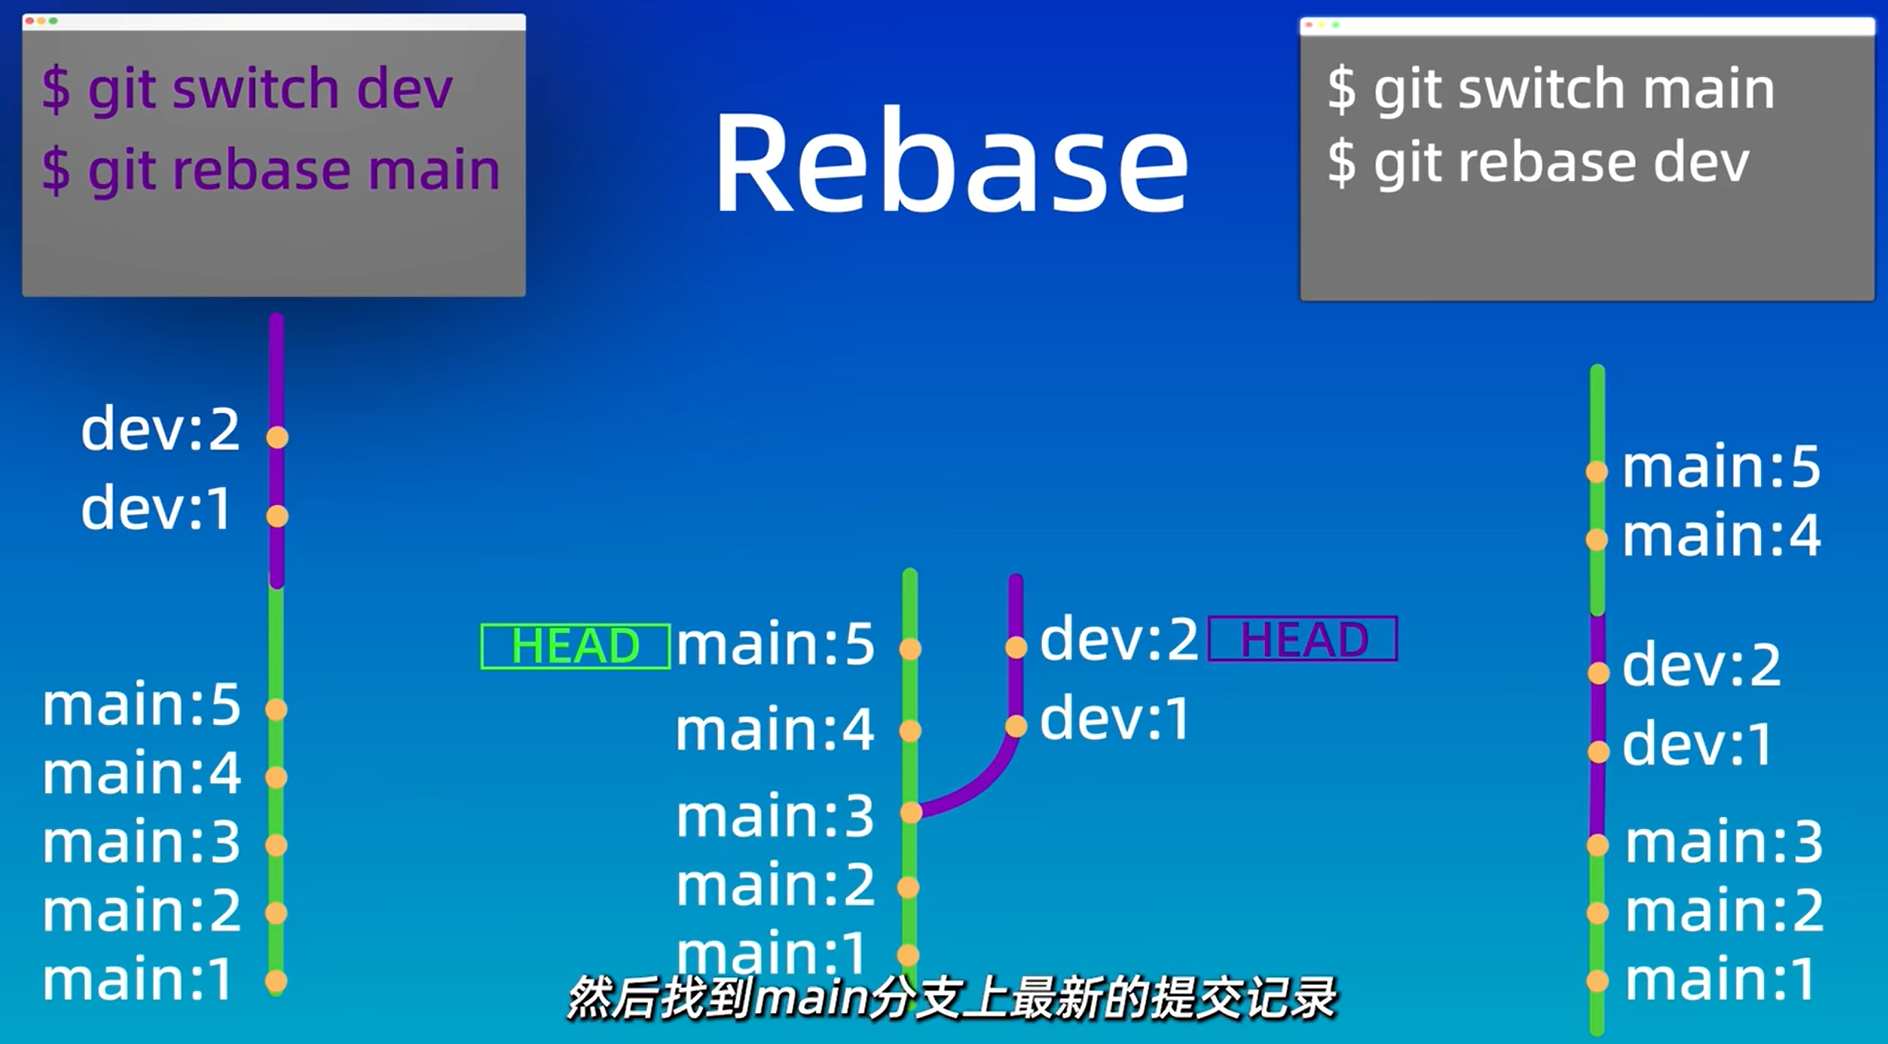 $ git switch dev
$ git rebase main
Rebase
$ git switch main
$ git rebase dev
dev:2
dev:1
main:5
main:4
main:3
main:2
main:1
HEAD main:5
main:4
main:3
main:2
main:1
dev:2 HEAD
dev:1
main:5
main:4
dev:2
dev:1
main:3
main:2
main:1
然后找到main分支上最新的提交记录